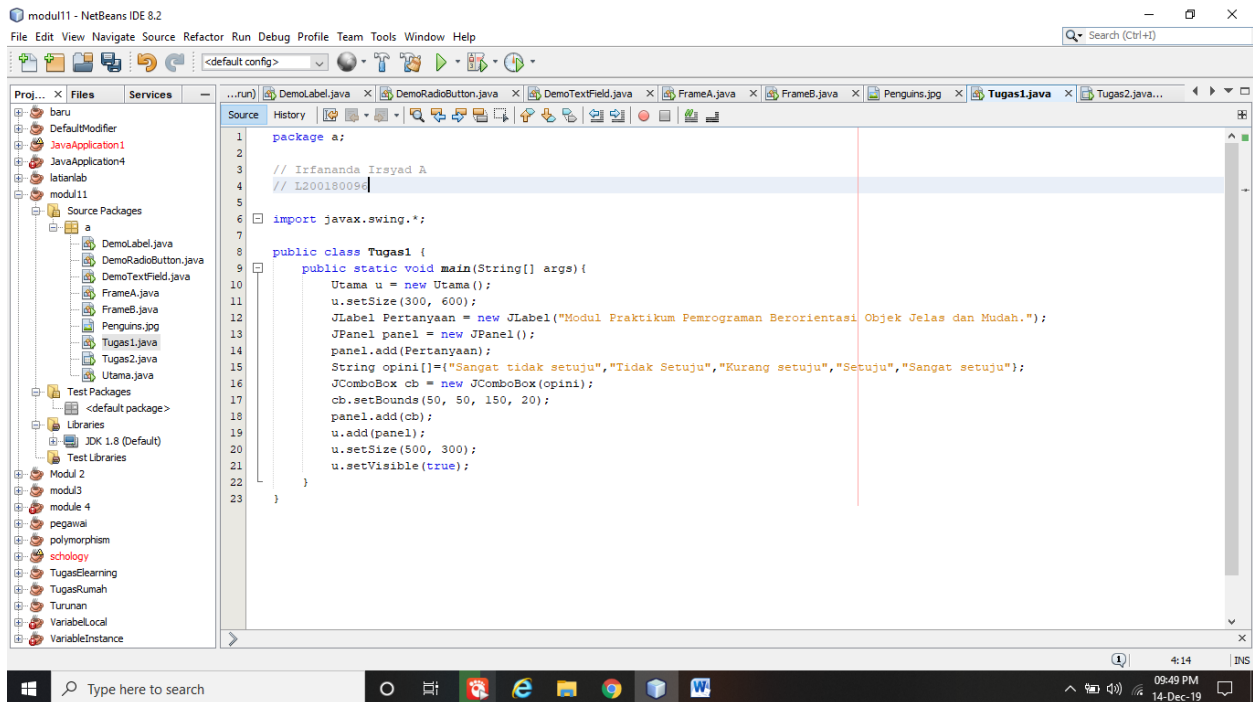 modul11 - NetBeans IDE 8.2
File Edit View Navigate Source Refactor Run Debug Profile Team Tools Window Help
Search (Ctrl+I)
<default config>
Proj... Files Services
...run) DemoLabel.java DemoRadioButton.java DemoTextField.java FrameA.java FrameB.java Penguins.jpg Tugas1.java Tugas2.java...
Source History
baru
DefaultModifier
JavaApplication1
JavaApplication4
latianlab
modul11
Source Packages
a
DemoLabel.java
DemoRadioButton.java
DemoTextField.java
FrameA.java
FrameB.java
Penguins.jpg
Tugas1.java
Tugas2.java
Utama.java
Test Packages
<default package>
Libraries
JDK 1.8 (Default)
Test Libraries
Modul 2
modul3
module 4
pegawai
polymorphism
schology
TugasElearning
TugasRumah
Turunan
VariabelLocal
VariableInstance
1 package a;
2
3 // Irfananda Irsyad A
4 // L200180096
5
6 import javax.swing.*;
7
8 public class Tugas1 {
9 public static void main(String[] args){
10 Utama u = new Utama();
11 u.setSize(300, 600);
12 JLabel Pertanyaan = new JLabel("Modul Praktikum Pemrograman Berorientasi Objek Jelas dan Mudah.");
13 JPanel panel = new JPanel();
14 panel.add(Pertanyaan);
15 String opini[]={"Sangat tidak setuju","Tidak Setuju","Kurang setuju","Setuju","Sangat setuju"};
16 JComboBox cb = new JComboBox(opini);
17 cb.setBounds(50, 50, 150, 20);
18 panel.add(cb);
19 u.add(panel);
20 u.setSize(500, 300);
21 u.setVisible(true);
22 }
23 }
1 4:14 INS
Type here to search
09:49 PM
14-Dec-19